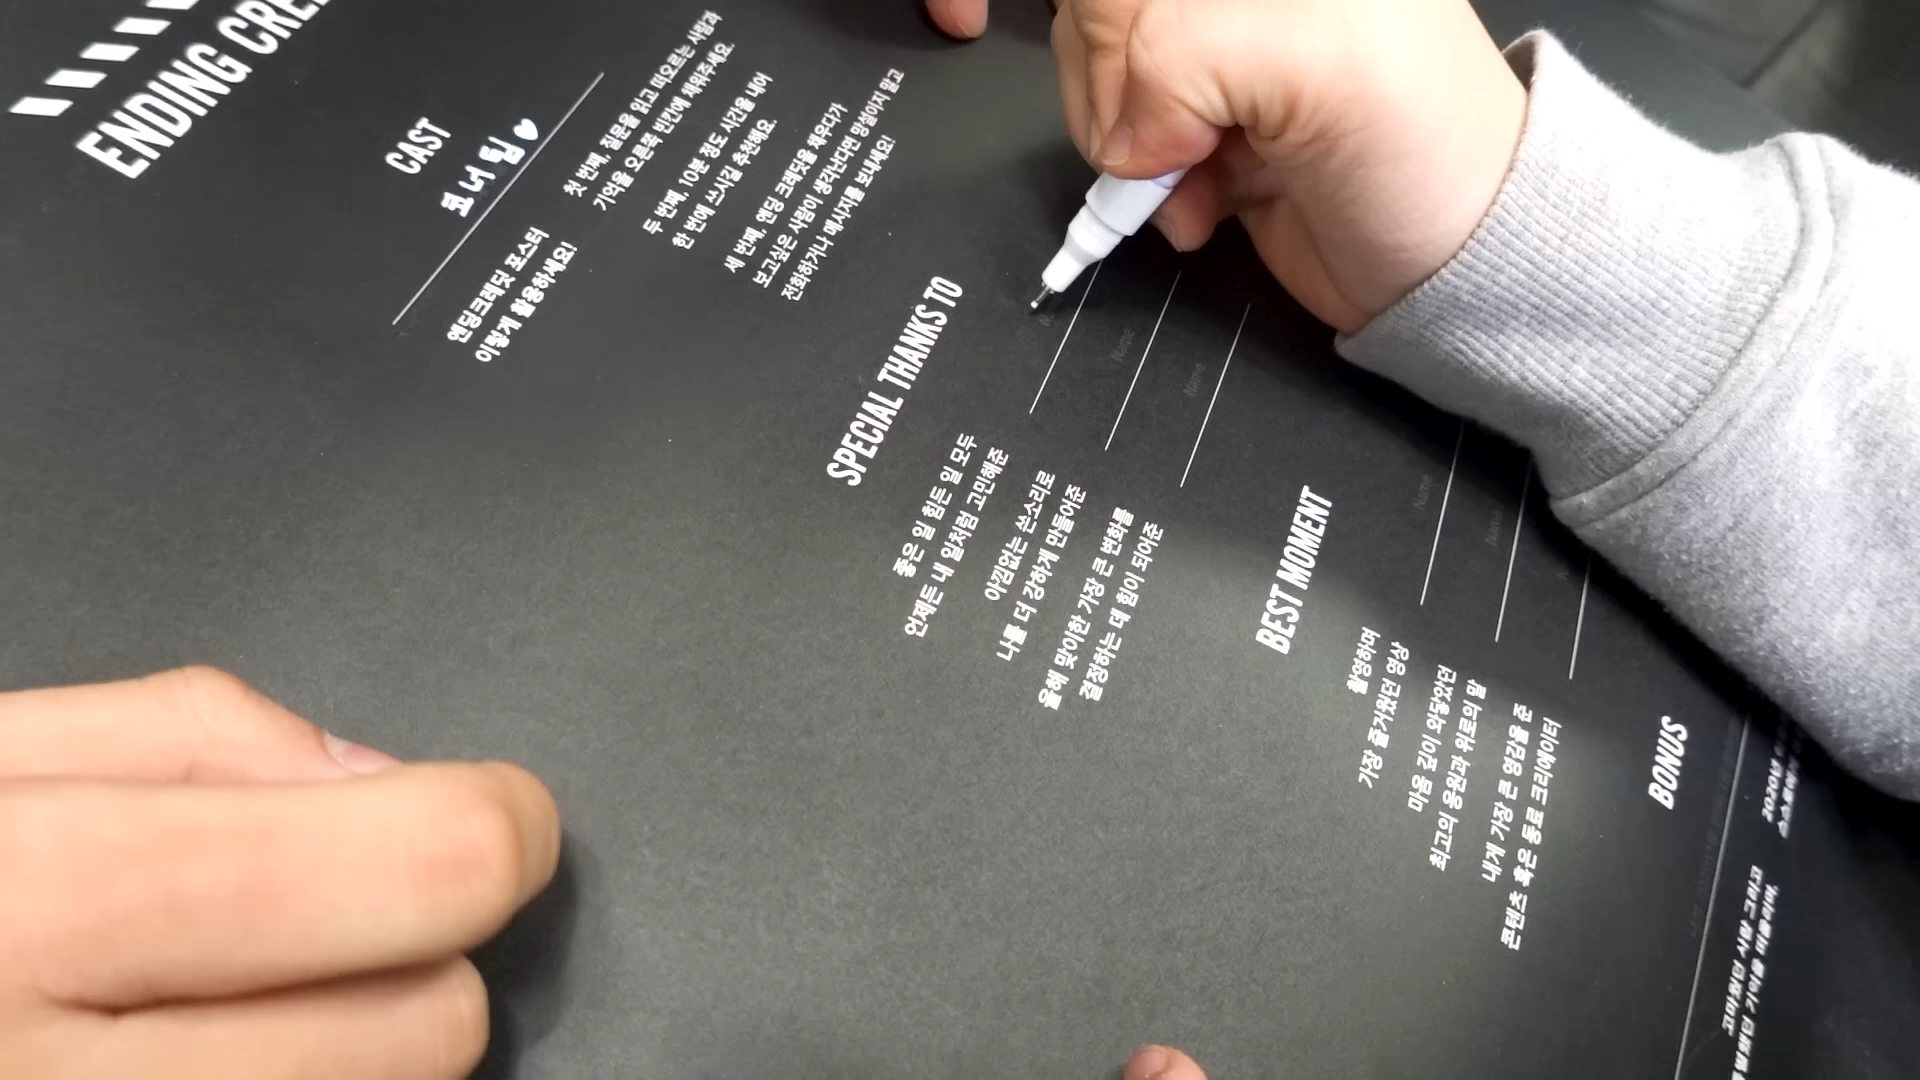 ENDING CRE
CAST
코너팀♥
엔딩크레딧 포스터
이렇게 활용하세요!
첫 번째, 질문을 읽고 떠오르는 사람과
기억을 오른쪽 빈칸에 채워주세요.
두 번째, 10분 정도 시간을 내어
한 번에 쓰시길 추천해요.
세 번째, 엔딩 크레딧을 채우다가
보고싶은 사람이 생각난다면 망설이지 말고
전화하거나 메시지를 보내세요!
SPECIAL THANKS TO
좋은 일 힘든 일 모두
언제든 내 일처럼 고민해준
아낌없는 쓴소리로
나를 더 강하게 만들어준
Name
올해 맞이한 가장 큰 변화를
결정하는 데 힘이 되어준
Name
BEST MOMENT
촬영하며
가장 즐거웠던 영상
Name
마음 깊이 와닿았던
최고의 응원과 위로의 말
Name
내게 가장 큰 영감을 준
콘텐츠 혹은 동료 크리에이터
BONUS
2020년